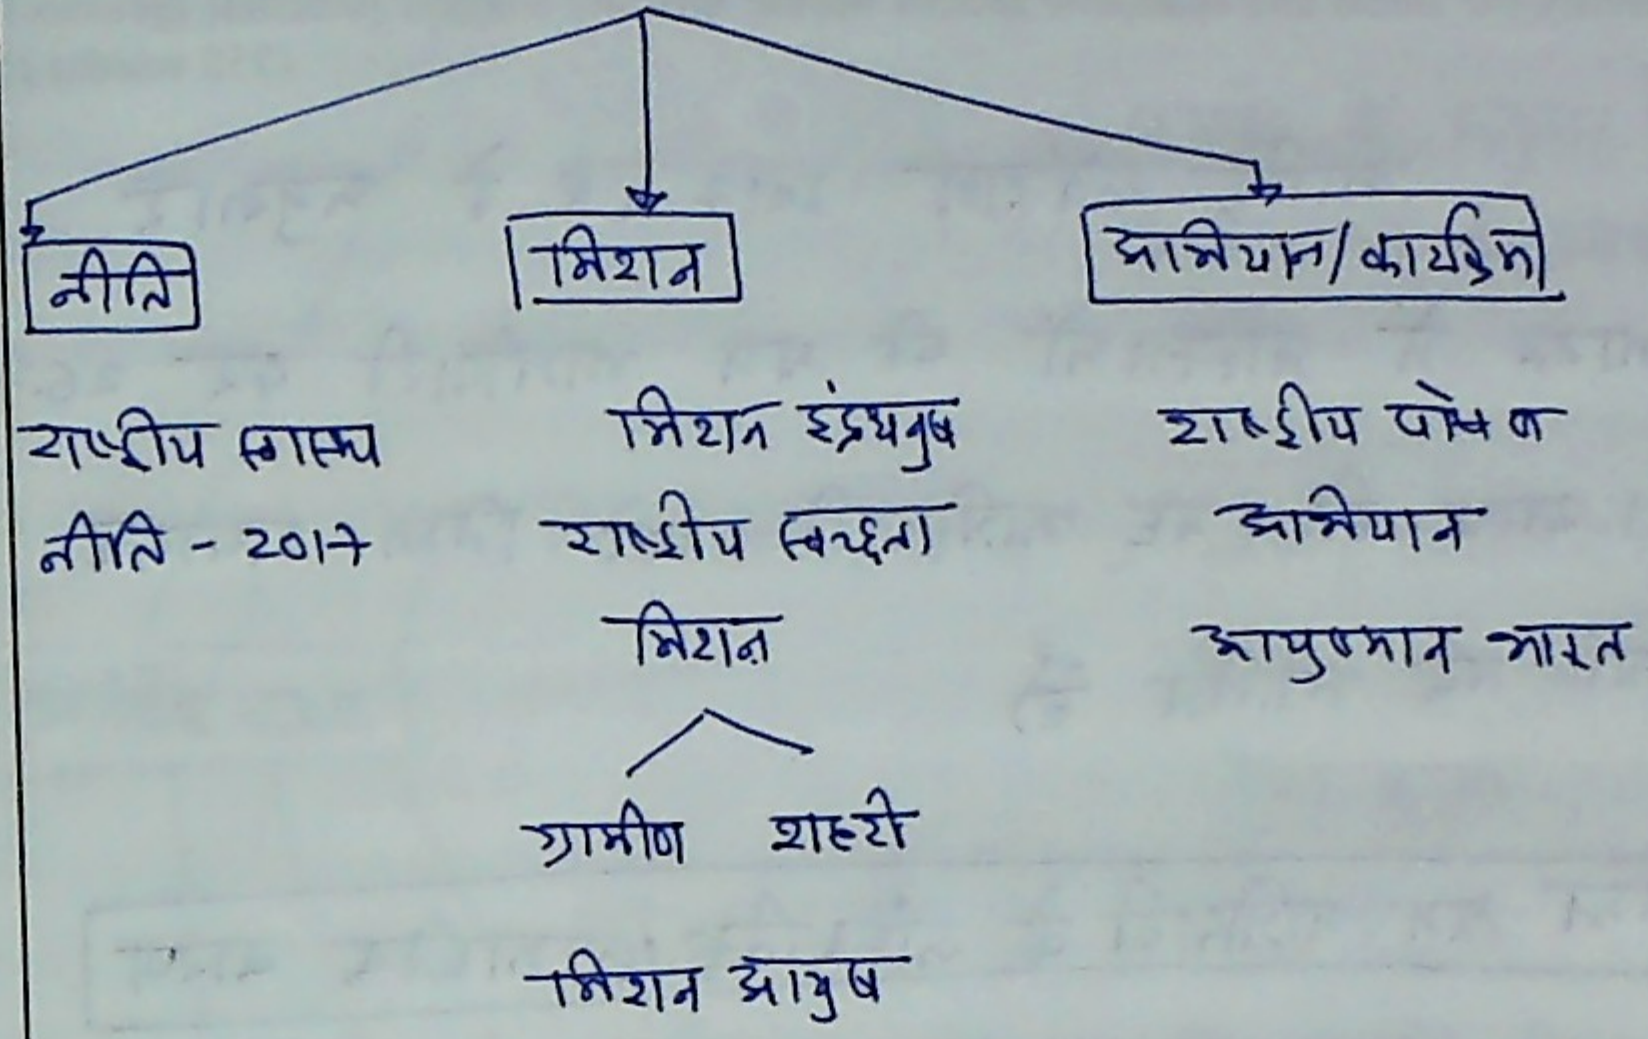 नीति
मिशन
अभियान/कार्यक्रम
राष्ट्रीय स्वास्थ्य
नीति - 2017
मिशन इंद्रधनुष
राष्ट्रीय स्वच्छता
मिशन
ग्रामीण शहरी
मिशन आयुष
राष्ट्रीय पोषण
अभियान
आयुष्मान भारत